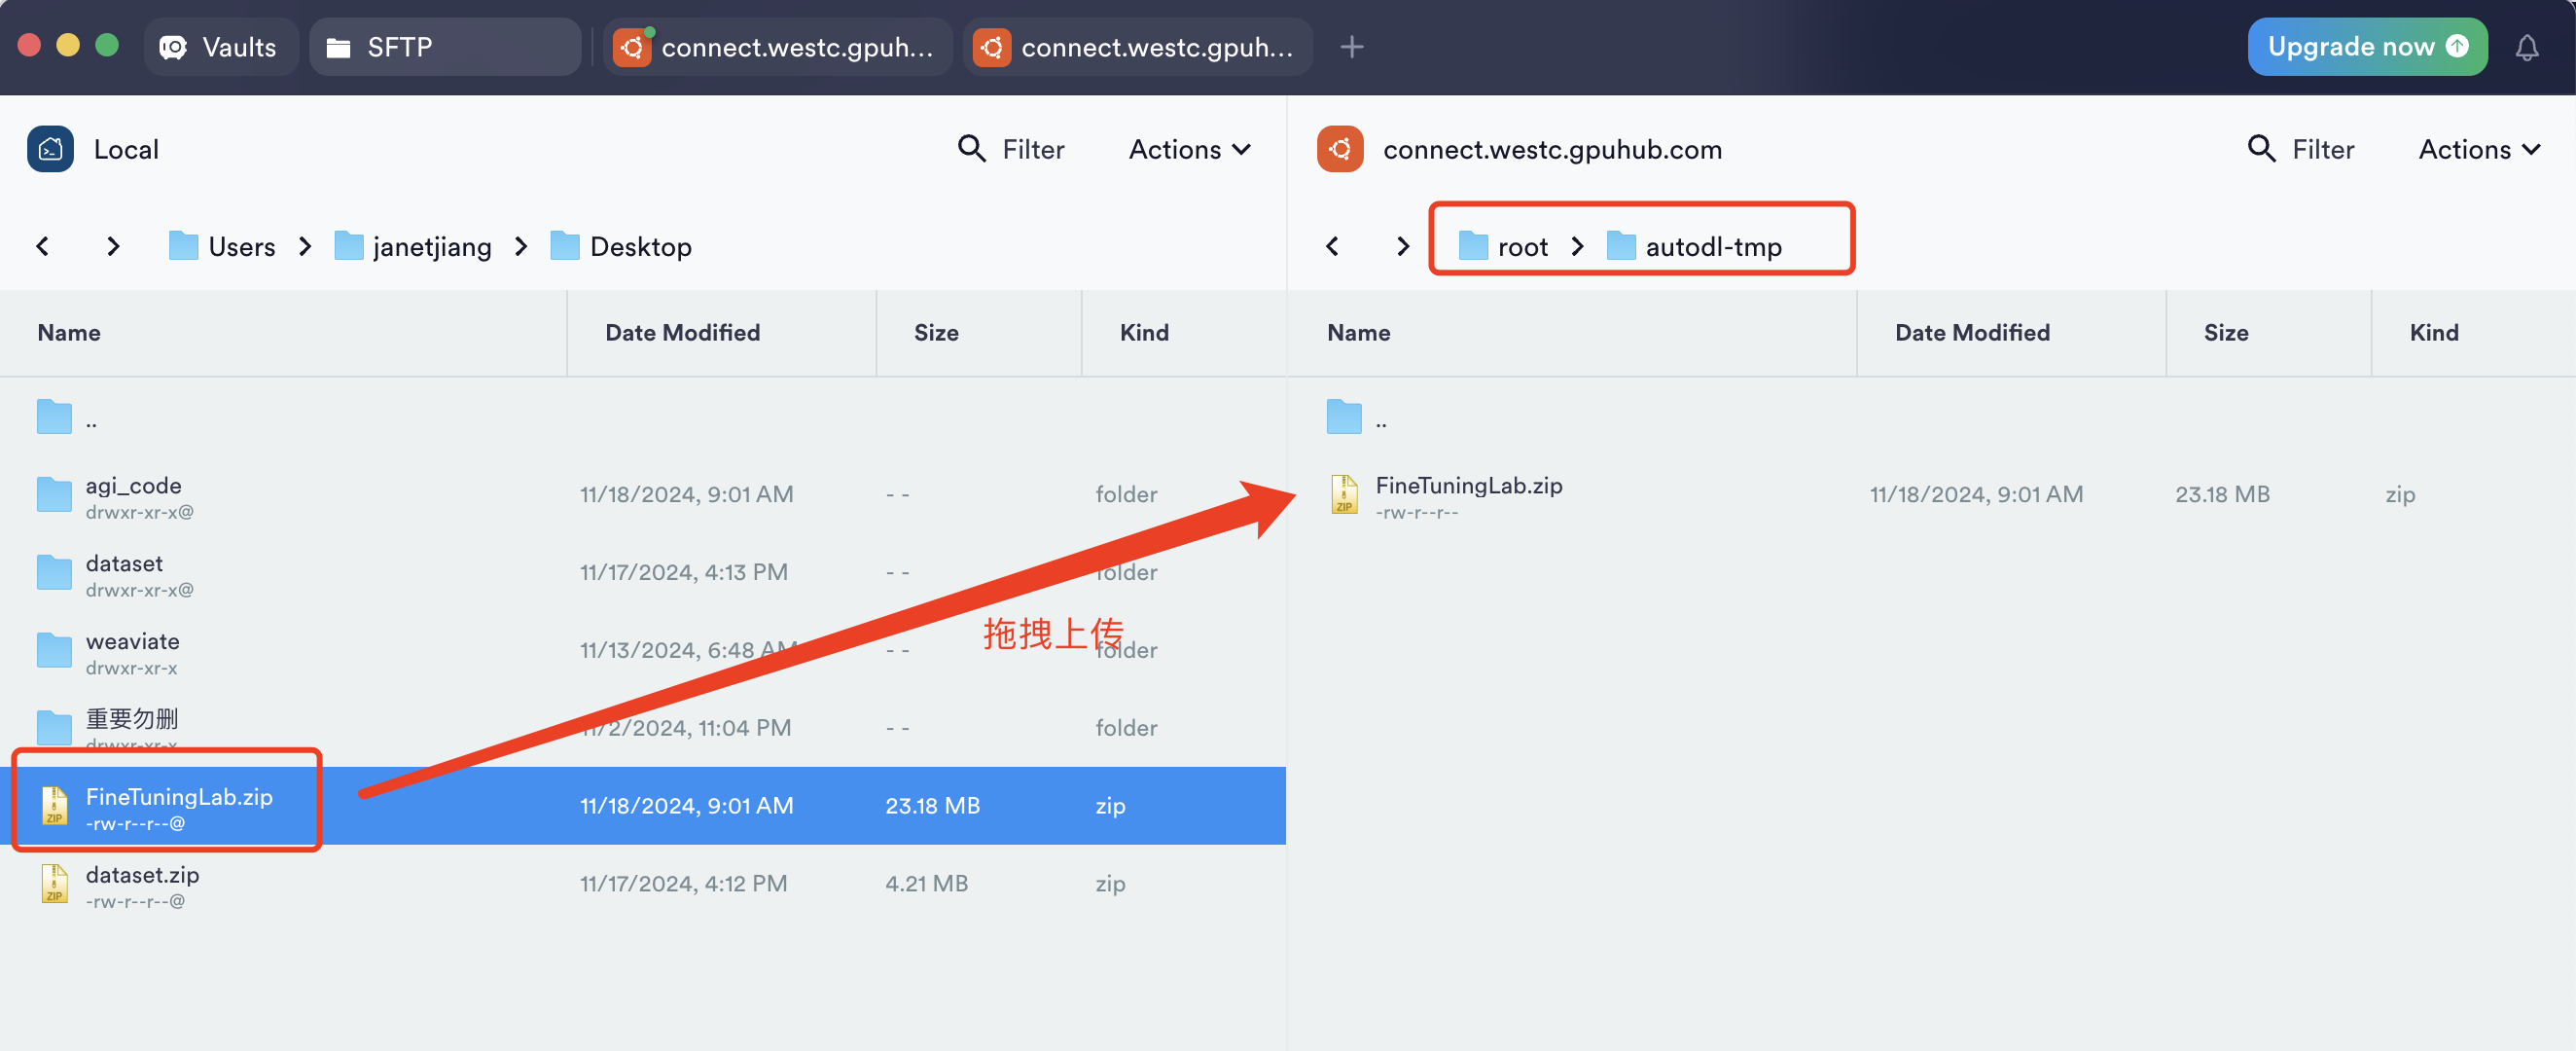 Vaults
SFTP
connect.westc.gpuh...
connect.westc.gpuh...
Upgrade now
Local
Filter
Actions
Users
janetjiang
Desktop
Name Date Modified Size Kind
..
agi_code 11/18/2024, 9:01 AM - - folder
drwxr-xr-x@
dataset 11/17/2024, 4:13 PM - - folder
drwxr-xr-x@
weaviate 11/13/2024, 6:48 AM - - folder
drwxr-xr-x
重要勿删 11/2/2024, 11:04 PM - - folder
drwxr-xr-x
FineTuningLab.zip 11/18/2024, 9:01 AM 23.18 MB zip
-rw-r--r--@
dataset.zip 11/17/2024, 4:12 PM 4.21 MB zip
-rw-r--r--@
拖拽上传
connect.westc.gpuhub.com
Filter
Actions
root
autodl-tmp
Name Date Modified Size Kind
..
FineTuningLab.zip 11/18/2024, 9:01 AM 23.18 MB zip
-rw-r--r--